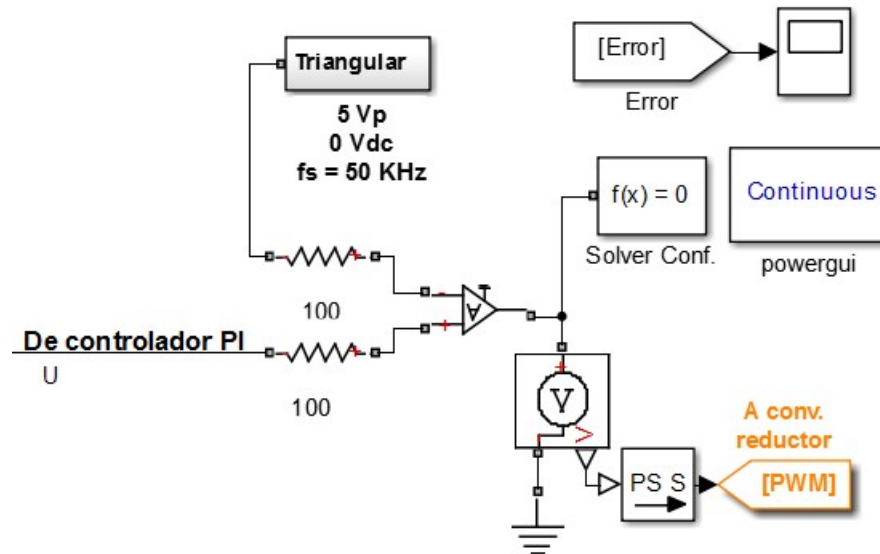 Triangular
5 Vp
0 Vdc
fs = 50 KHz
[Error]
Error
f(x) = 0
Solver Conf.
Continuous
powergui
100
De controlador PI
U
100
V
A conv.
reductor
PS S
[PWM]